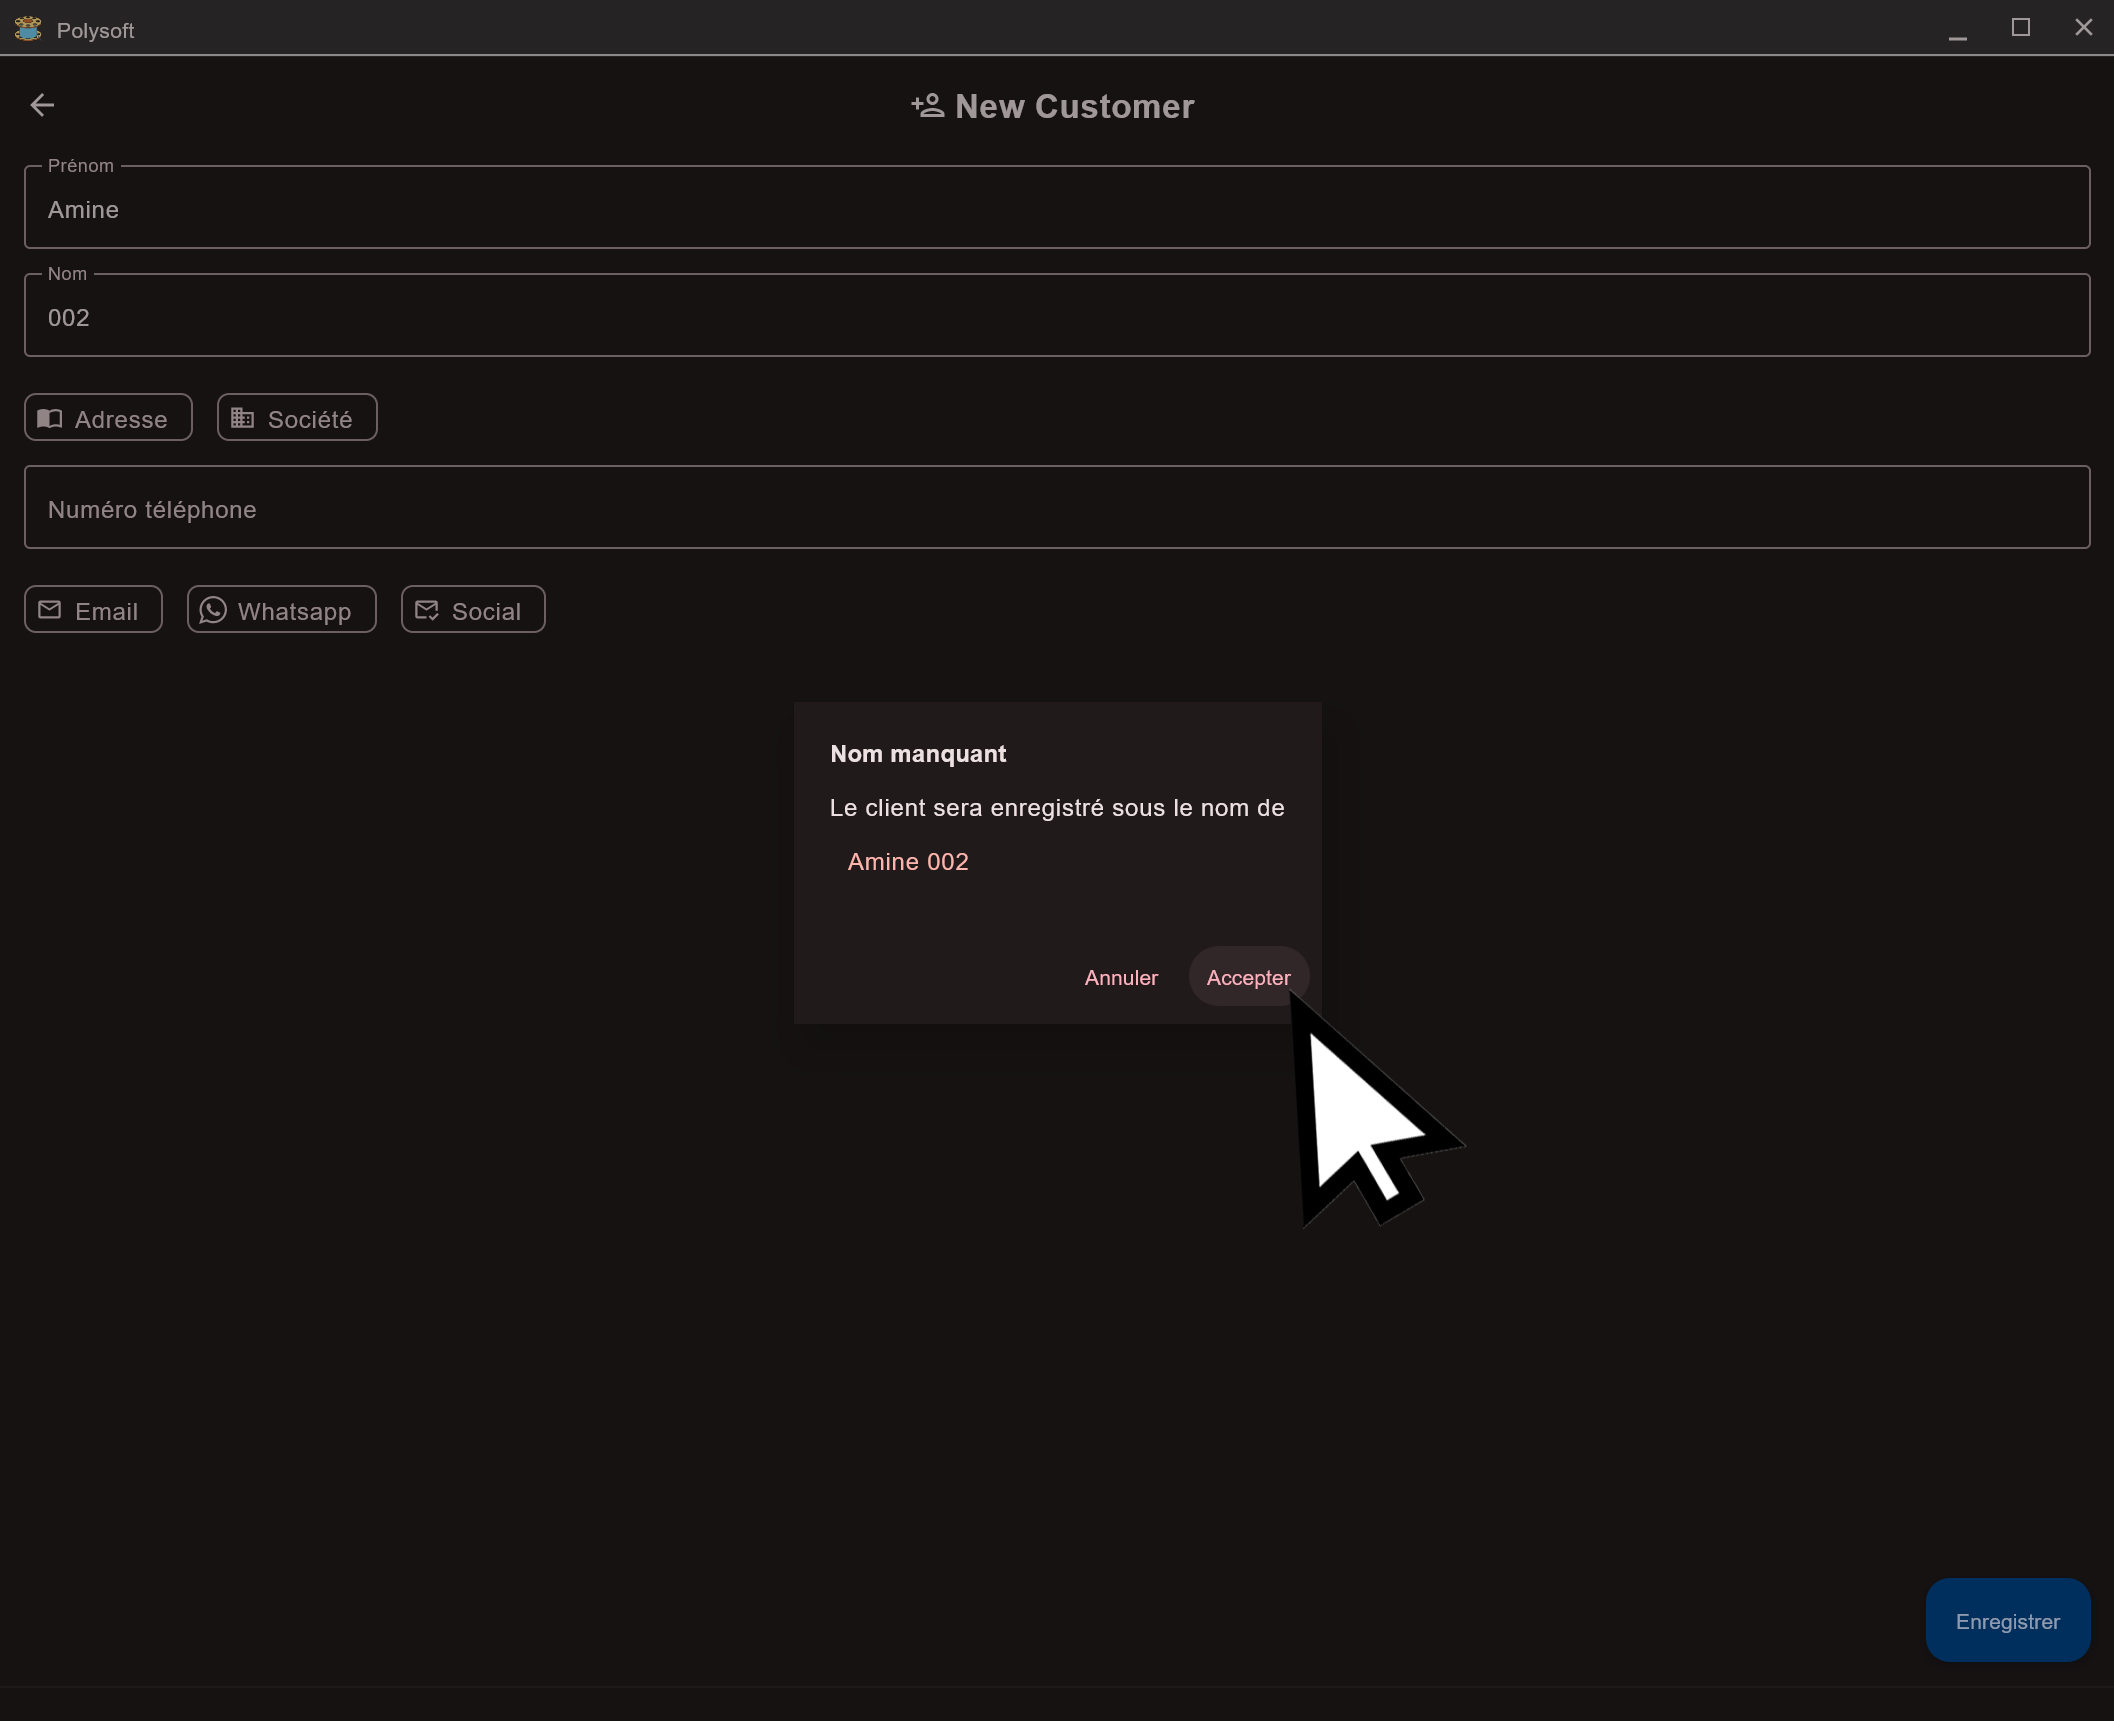 Polysoft
New Customer
Prénom
Amine
Nom
002
Adresse
Société
Numéro téléphone
Email
Whatsapp
Social
Nom manquant
Le client sera enregistré sous le nom de
Amine 002
Annuler
Accepter
Enregistrer